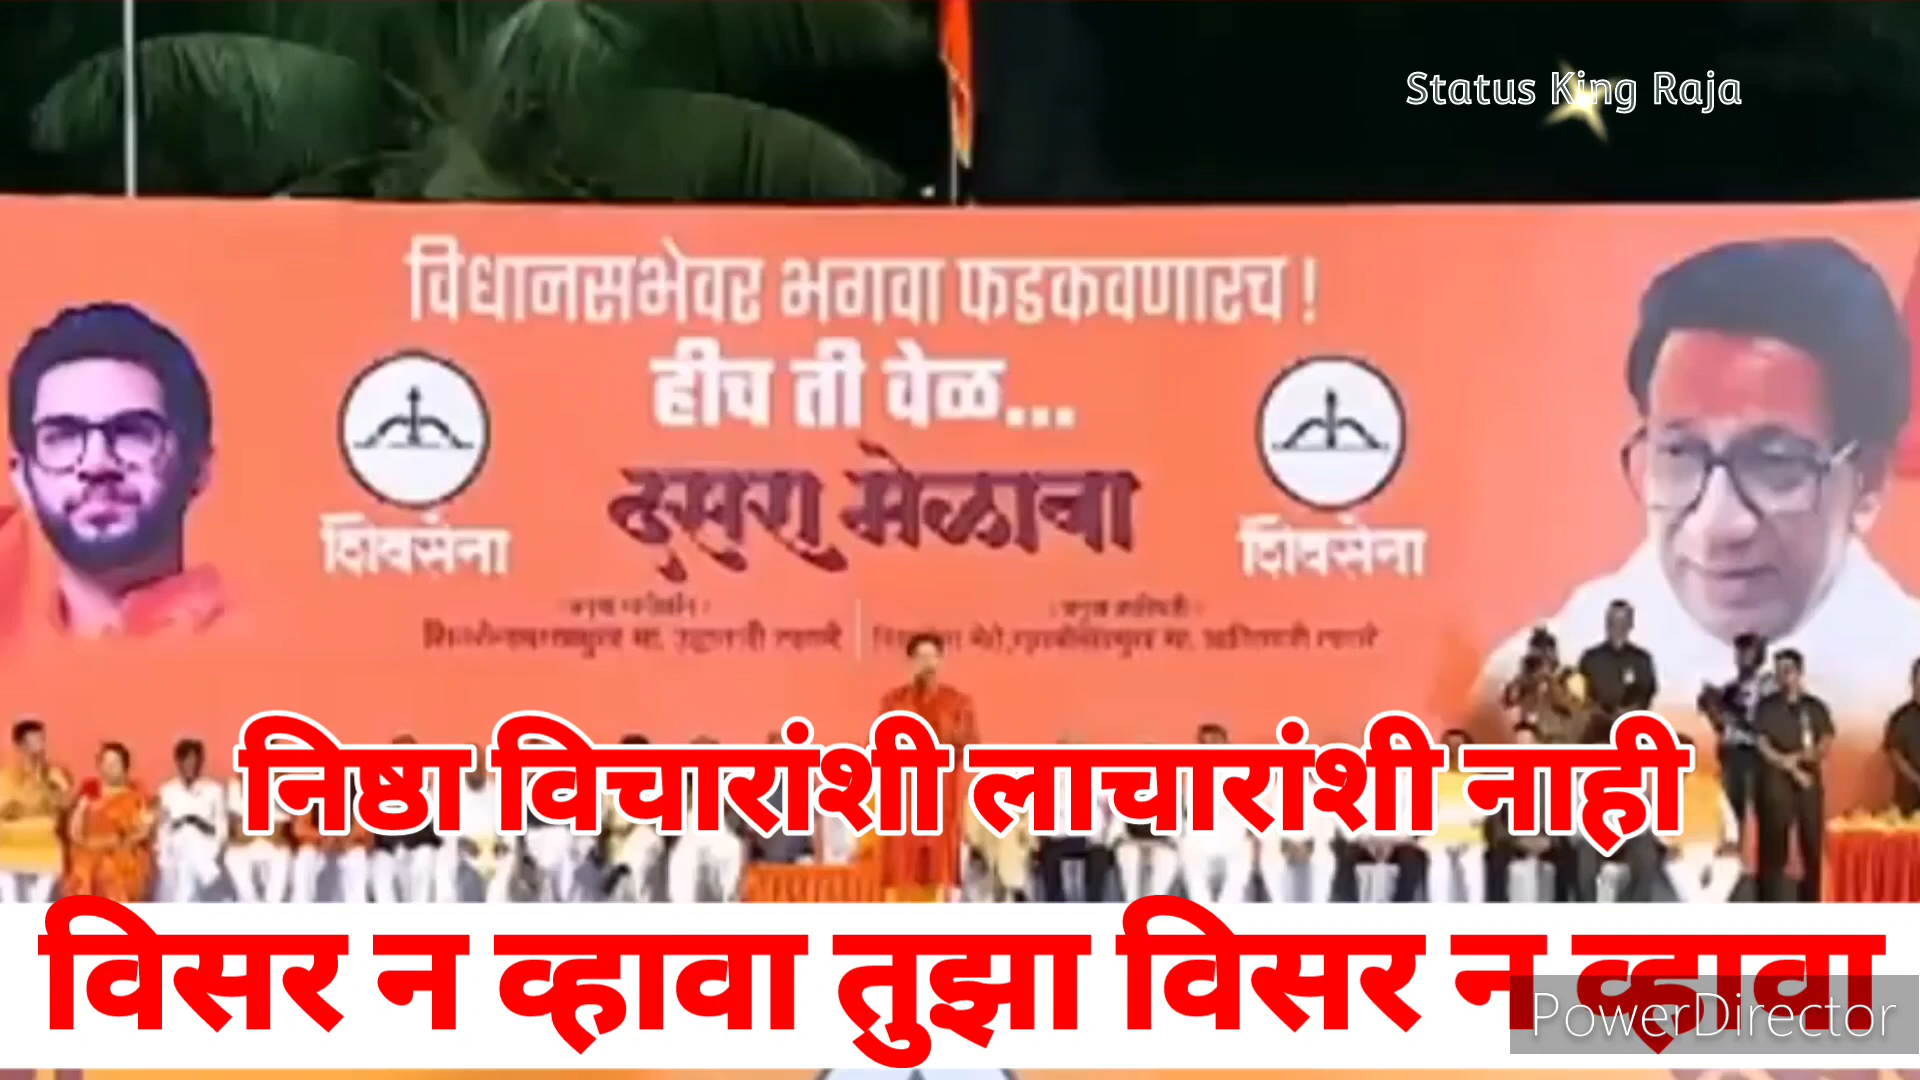 Status King Raja
विधानसभेवर भगवा फडकवणारच !
हीच ती वेळ...
दसरा मेळावा
शिवसेना
शिवसेना
निष्ठा विचारांशी लाचारांशी नाही
विसर न व्हावा तुझा विसर न व्हावा
PowerDirector